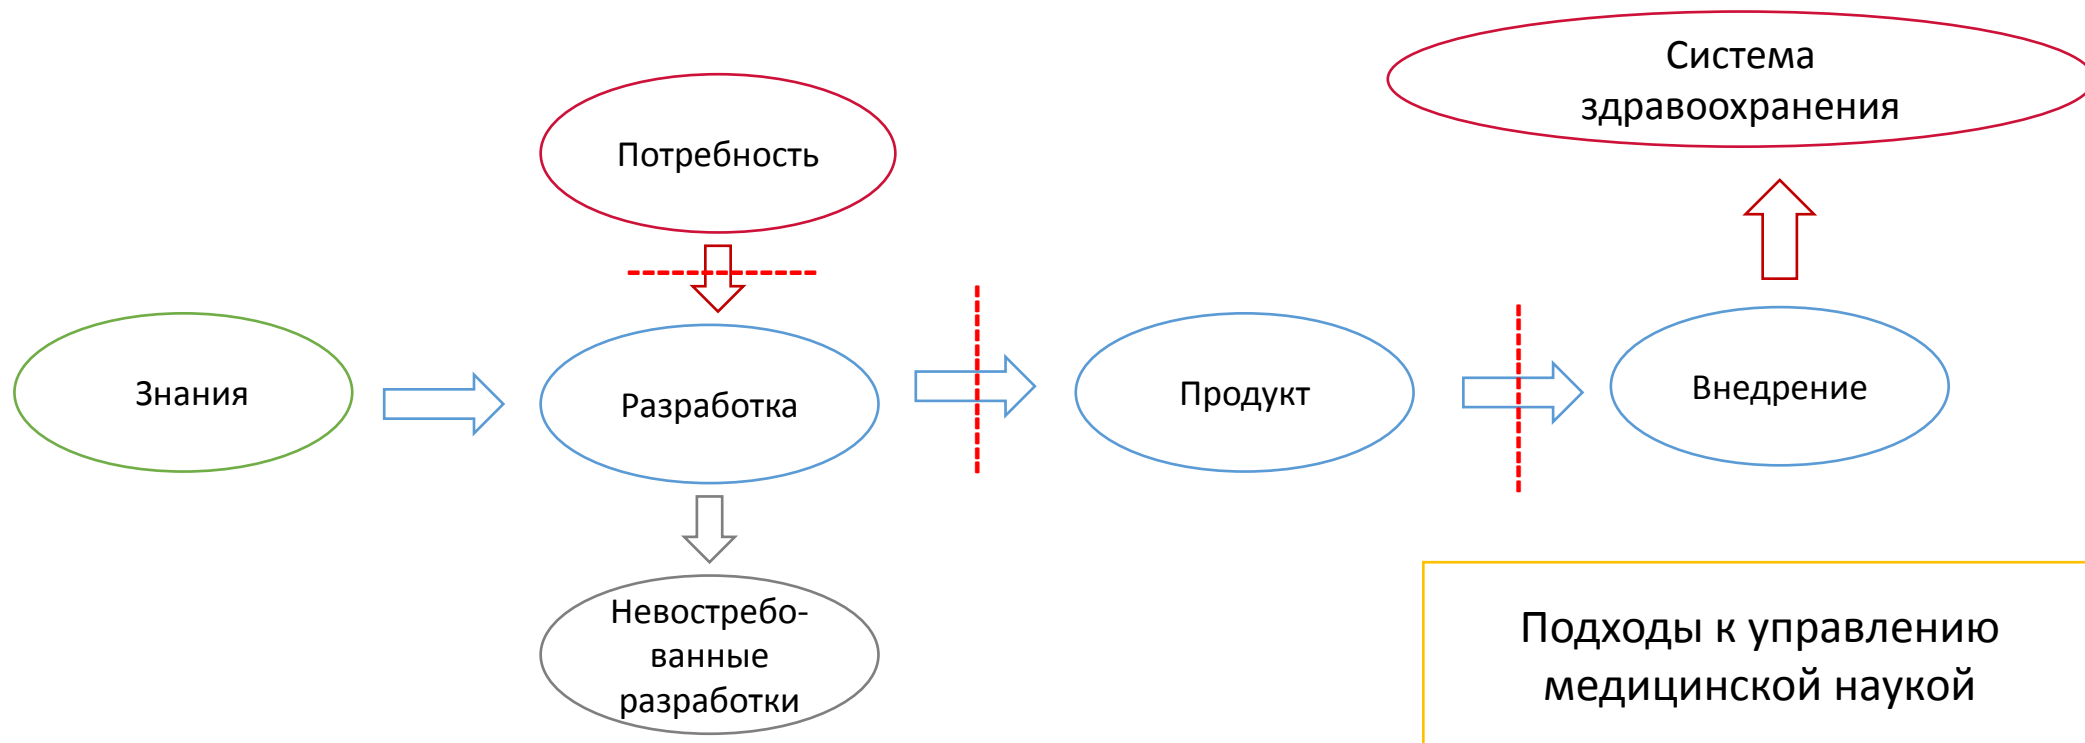 Система
здравоохранения
Потребность
Знания
Разработка
Продукт
Внедрение
Невостребо-
ванные
разработки
Подходы к управлению
медицинской наукой